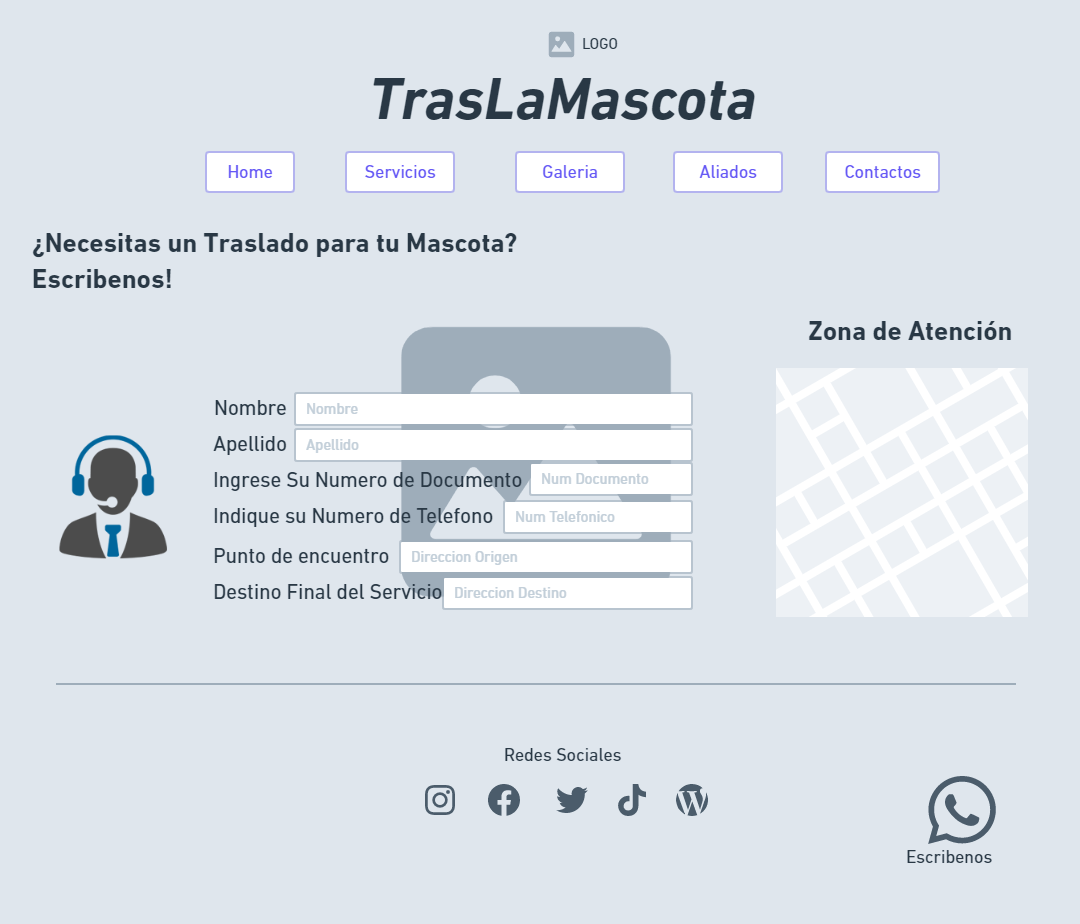 LOGO
TrasLaMascota
Home Servicios Galeria Aliados Contactos
¿Necesitas un Traslado para tu Mascota?
Escribenos!
Zona de Atención
Nombre Nombre
Apellido Apellido
Ingrese Su Numero de Documento Num Documento
Indique su Numero de Telefono Num Telefonico
Punto de encuentro Direccion Origen
Destino Final del Servicio Direccion Destino
Redes Sociales
Escribenos